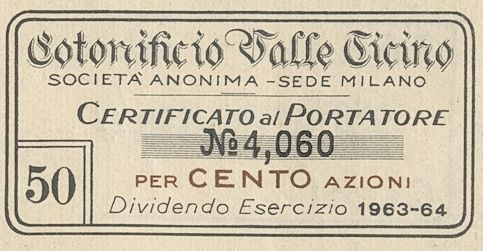 Cotonificio Valle Ticino
SOCIETA' ANONIMA - SEDE MILANO
CERTIFICATO al PORTATORE
No 4,060
50
PER CENTO AZIONI
Dividendo Esercizio 1963-64